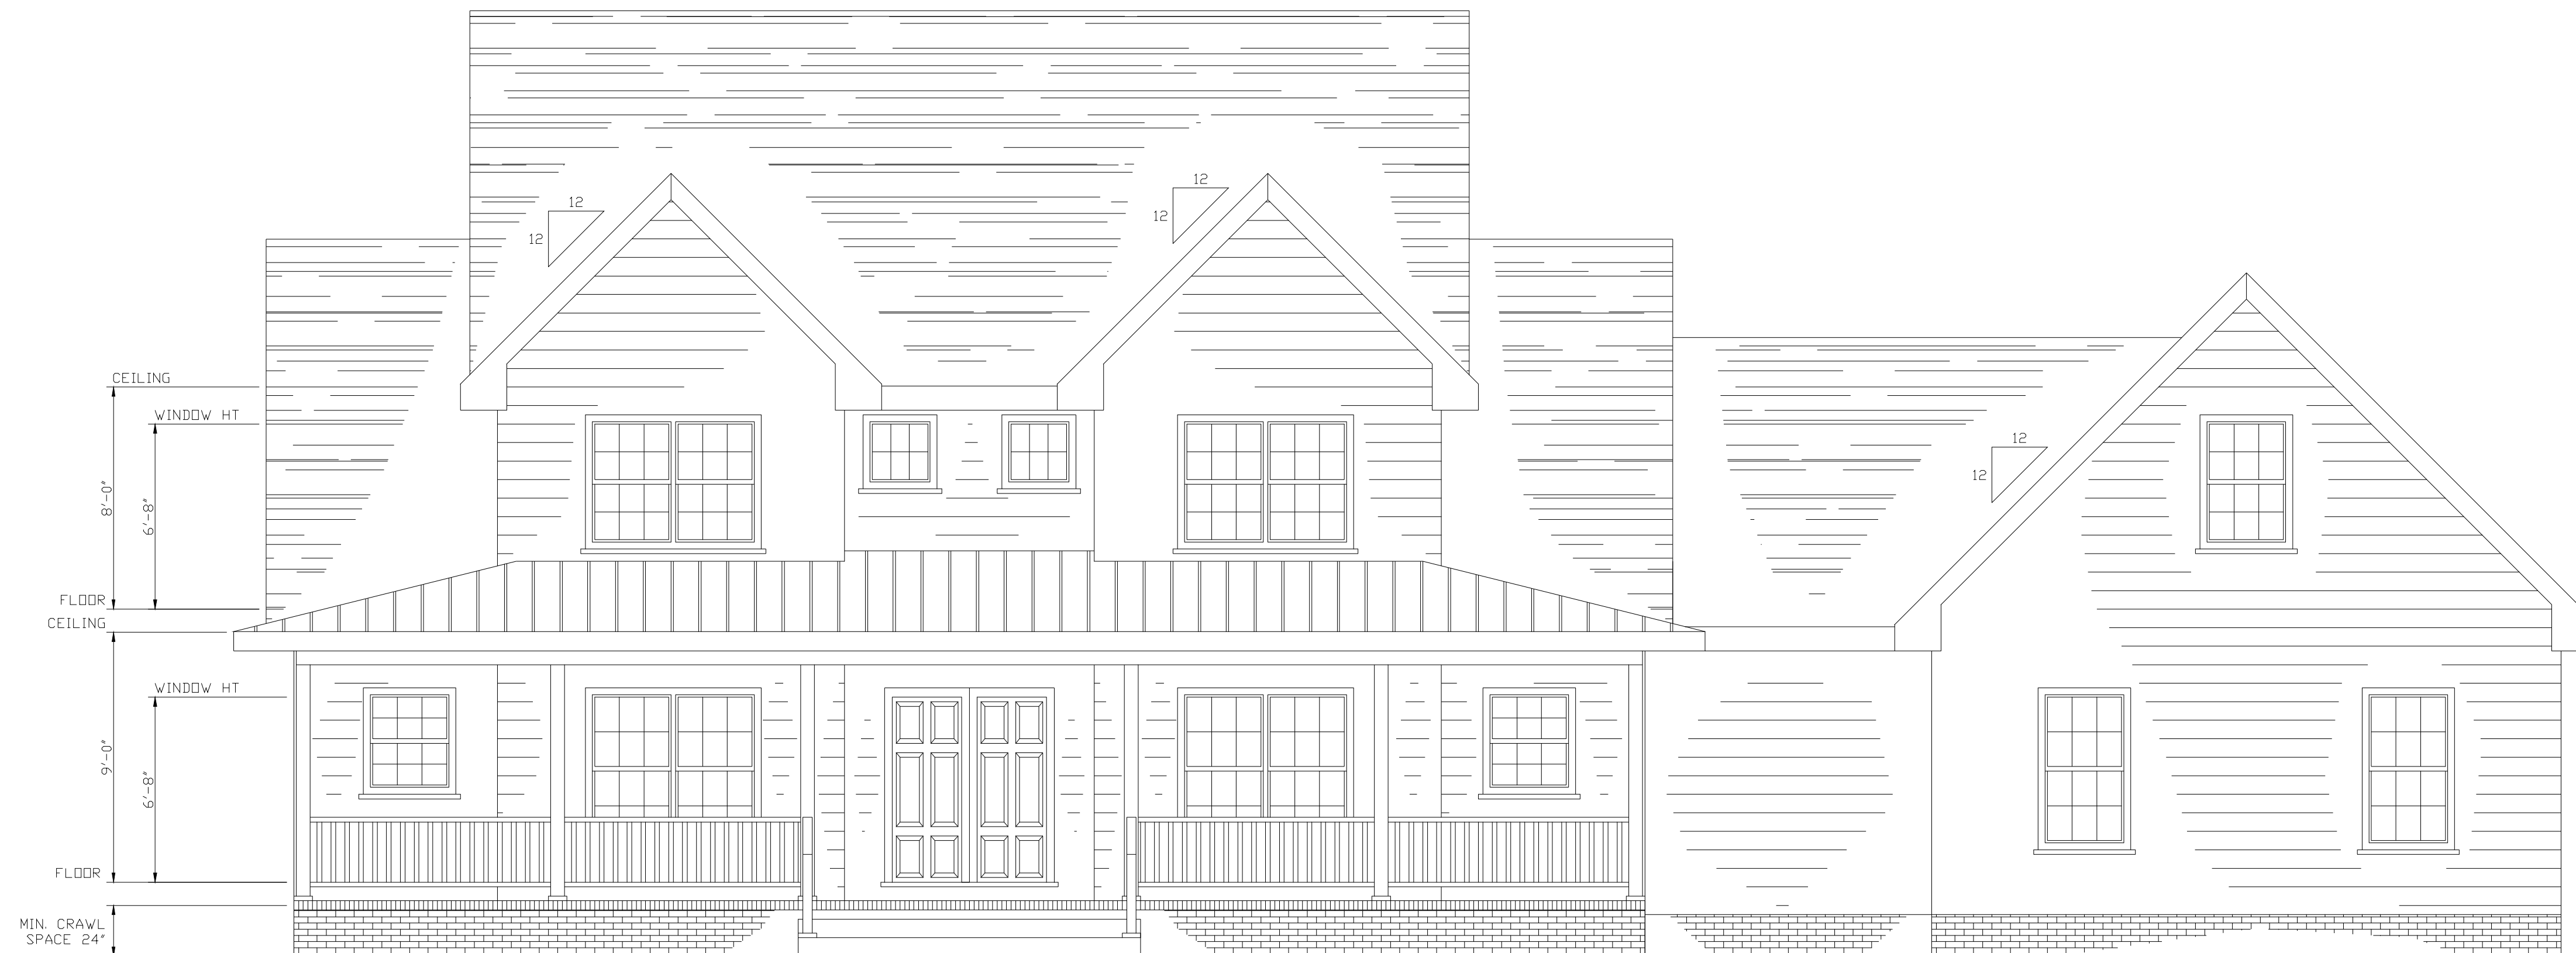 12
12
12
12
CEILING
WINDOW HT
12
12
8'-0"
6'-8"
FLOOR
CEILING
WINDOW HT
9'-0"
6'-8"
FLOOR
MIN. CRAWL
SPACE 24"